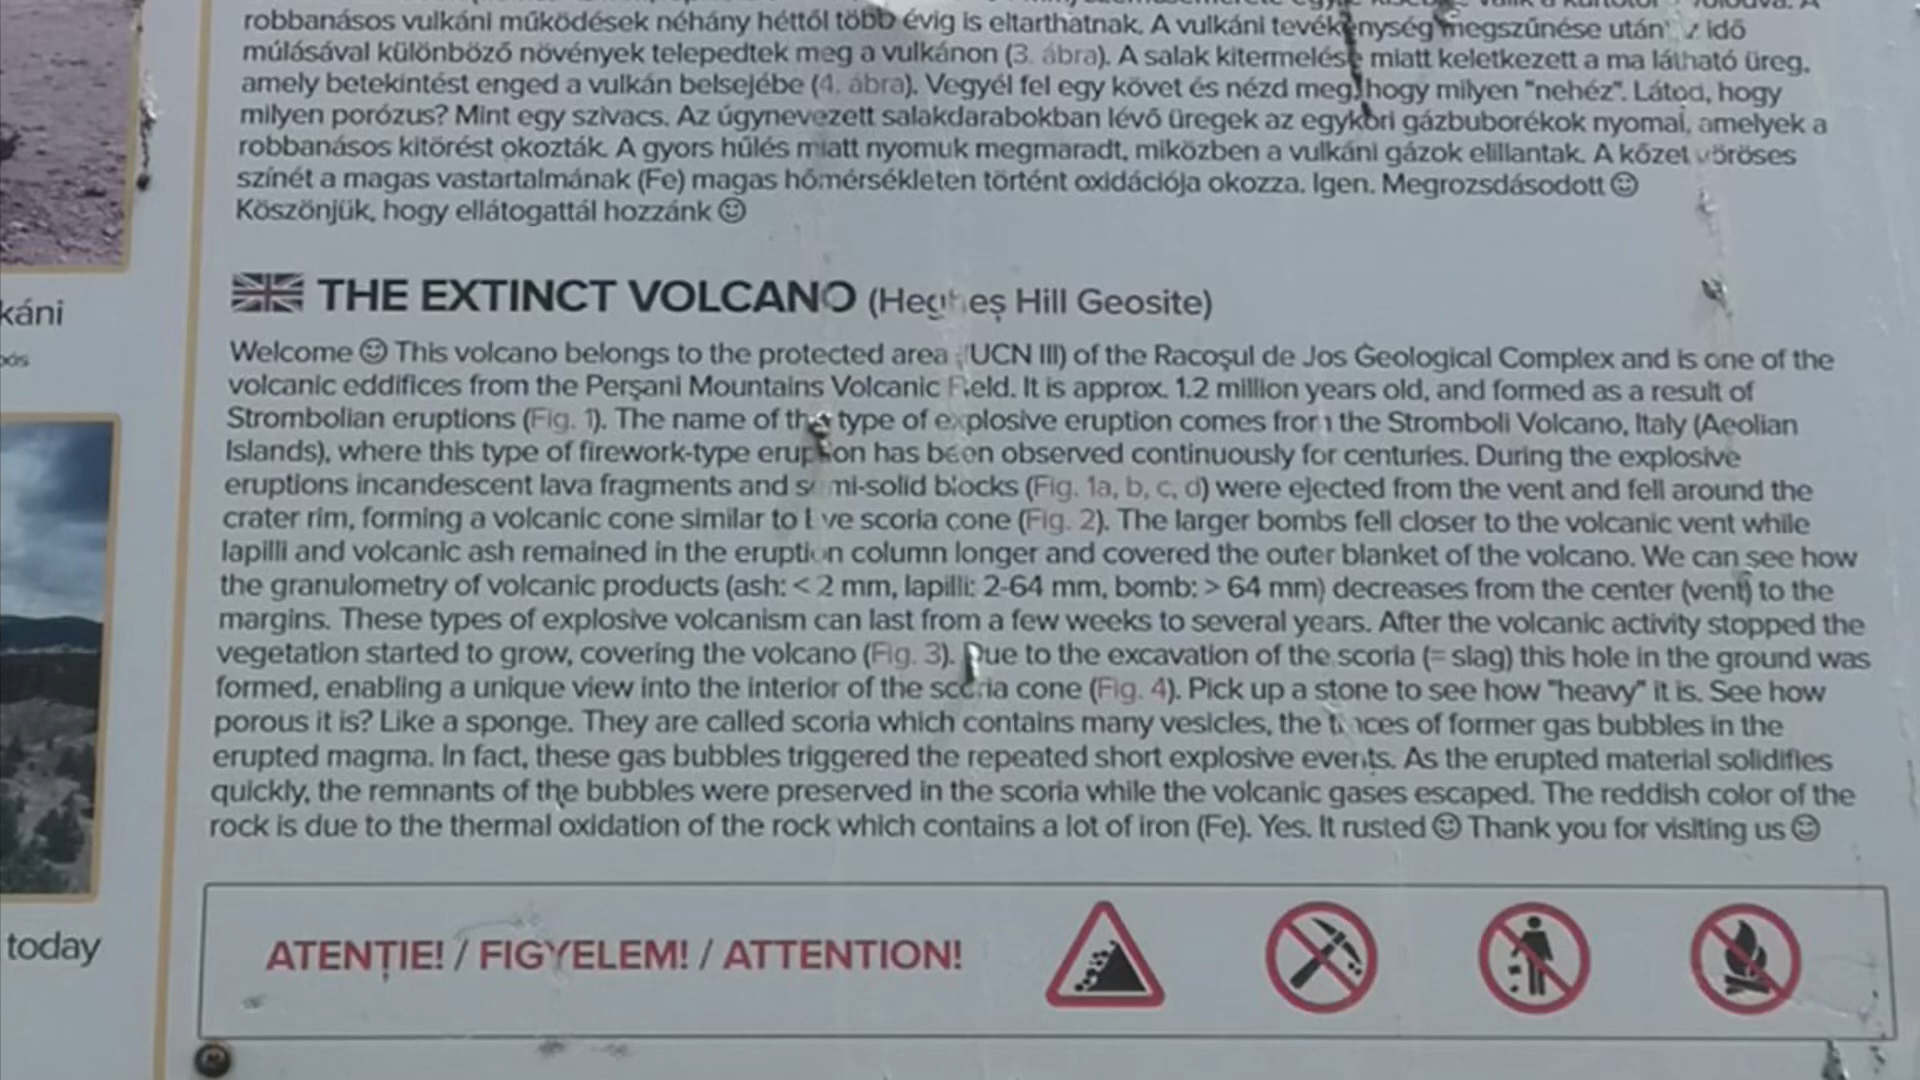 robbanásos vulkáni működések néhány héttől több évig is eltarthatnak. A vulkáni tevékenység megszűnése után idő
múlásával különböző növények telepedtek meg a vulkánon (3. ábra). A salak kitermelése miatt keletkezett a ma látható üreg,
amely betekintést enged a vulkán belsejébe (4. ábra). Vegyél fel egy követ és nézd meg, hogy milyen "nehéz". Látod, hogy
milyen porózus? Mint egy szivacs. Az úgynevezett salakdarabokban lévő üregek az egykori gázbuborékok nyomai, amelyek a
robbanásos kitörést okozták. A gyors hűlés miatt nyomuk megmaradt, miközben a vulkáni gázok elillantak. A kőzet vöröses
színét a magas vastartalmának (Fe) magas hőmérsékleten történt oxidációja okozza. Igen. Megrozsdásodott ☺
Köszönjük, hogy ellátogattál hozzánk ☺
káni
THE EXTINCT VOLCANO (Hegheș Hill Geosite)
Welcome ☺ This volcano belongs to the protected area (IUCN III) of the Racoșul de Jos Geological Complex and is one of the
volcanic eddifices from the Perșani Mountains Volcanic Field. It is approx. 1.2 million years old, and formed as a result of
Strombolian eruptions (Fig. 1). The name of this type of explosive eruption comes from the Stromboli Volcano, Italy (Aeolian
Islands), where this type of firework-type eruption has been observed continuously for centuries. During the explosive
eruptions incandescent lava fragments and semi-solid blocks (Fig. 1a, b, c, d) were ejected from the vent and fell around the
crater rim, forming a volcanic cone similar to live scoria cone (Fig. 2). The larger bombs fell closer to the volcanic vent while
lapilli and volcanic ash remained in the eruption column longer and covered the outer blanket of the volcano. We can see how
the granulometry of volcanic products (ash: < 2 mm, lapilli: 2-64 mm, bomb: > 64 mm) decreases from the center (vent) to the
margins. These types of explosive volcanism can last from a few weeks to several years. After the volcanic activity stopped the
vegetation started to grow, covering the volcano (Fig. 3). Due to the excavation of the scoria (= slag) this hole in the ground was
formed, enabling a unique view into the interior of the scoria cone (Fig. 4). Pick up a stone to see how "heavy" it is. See how
porous it is? Like a sponge. They are called scoria which contains many vesicles, the traces of former gas bubbles in the
erupted magma. In fact, these gas bubbles triggered the repeated short explosive events. As the erupted material solidifies
quickly, the remnants of the bubbles were preserved in the scoria while the volcanic gases escaped. The reddish color of the
rock is due to the thermal oxidation of the rock which contains a lot of iron (Fe). Yes. It rusted ☺ Thank you for visiting us ☺
today
ATENȚIE! / FIGYELEM! / ATTENTION!